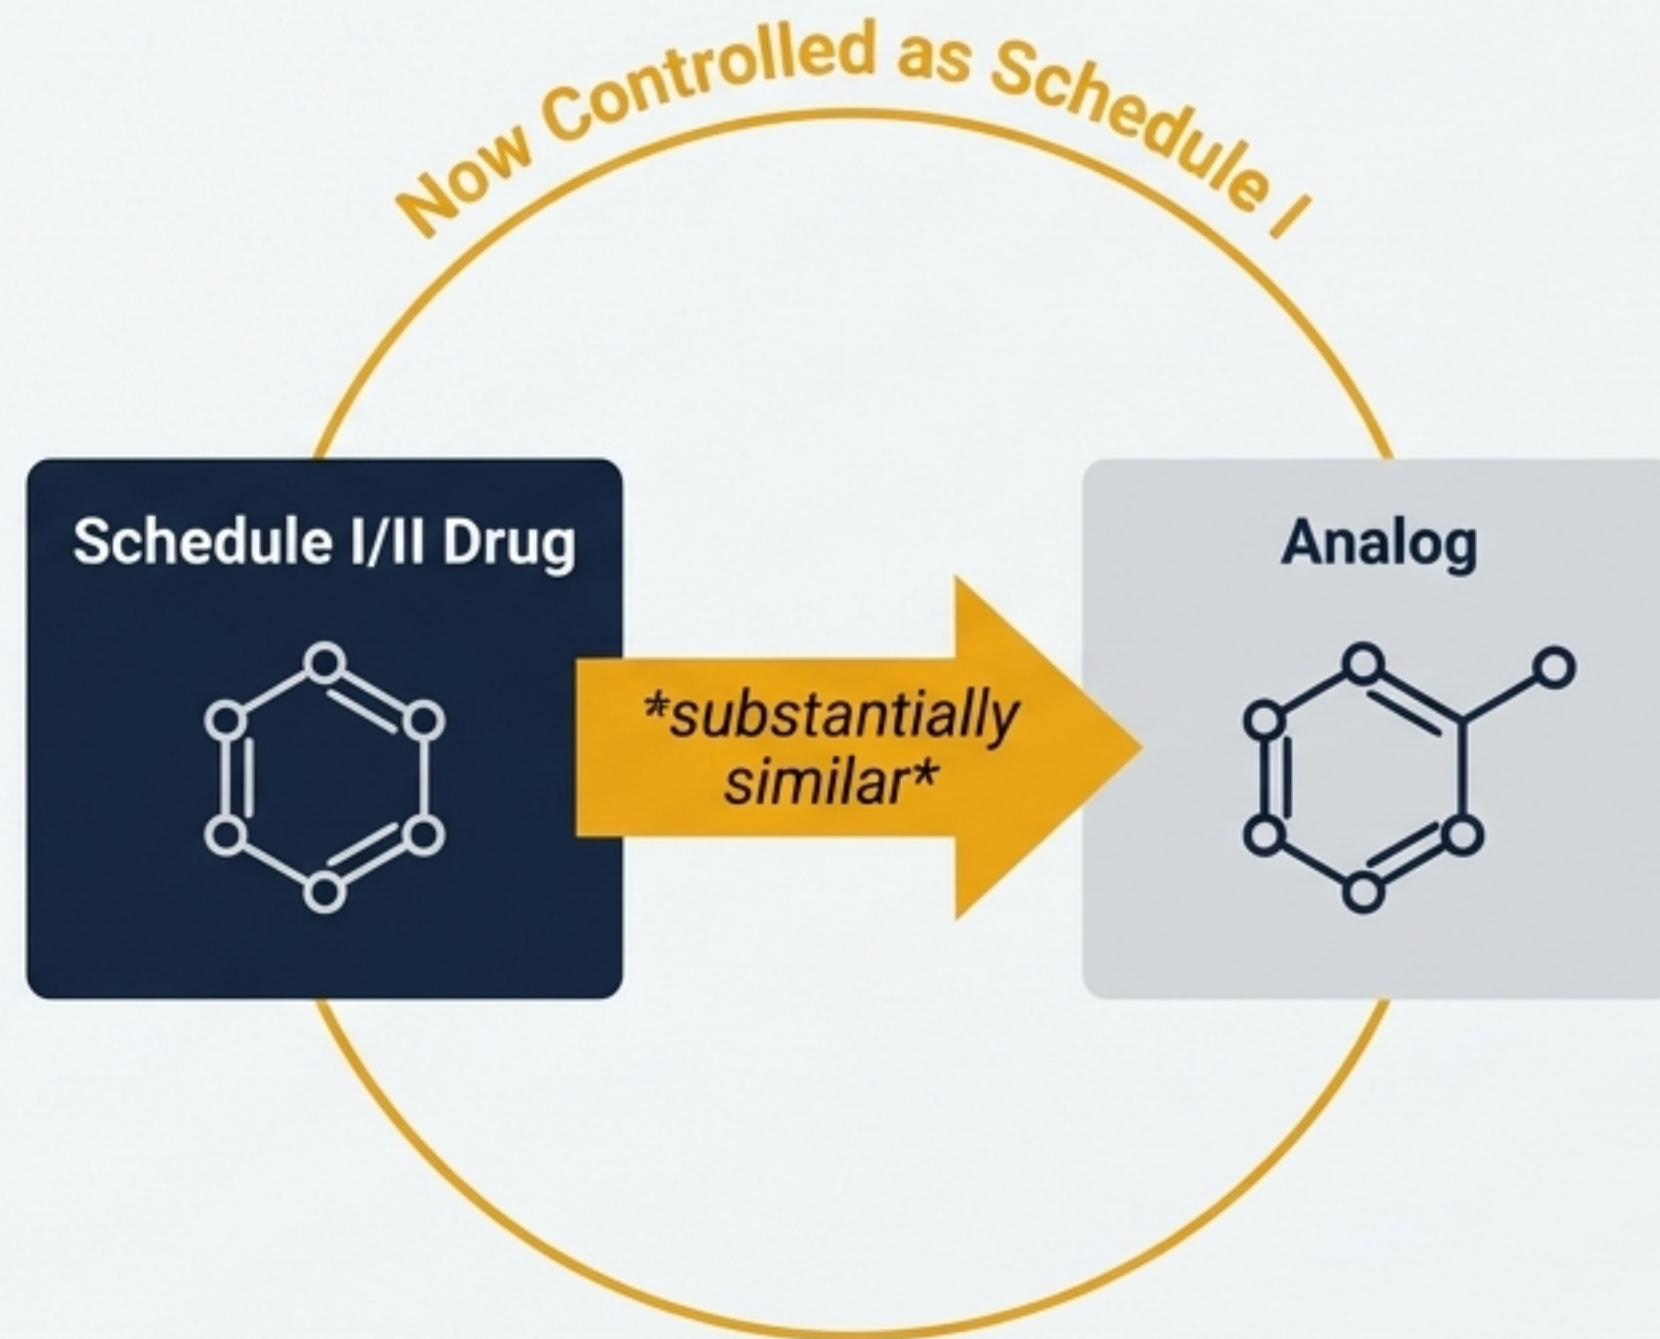 Now Controlled as Schedule I
Schedule I/II Drug
*substantially
similar*
Analog